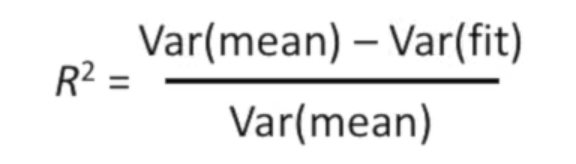 Var(mean) – Var(fit)
R² =
Var(mean)